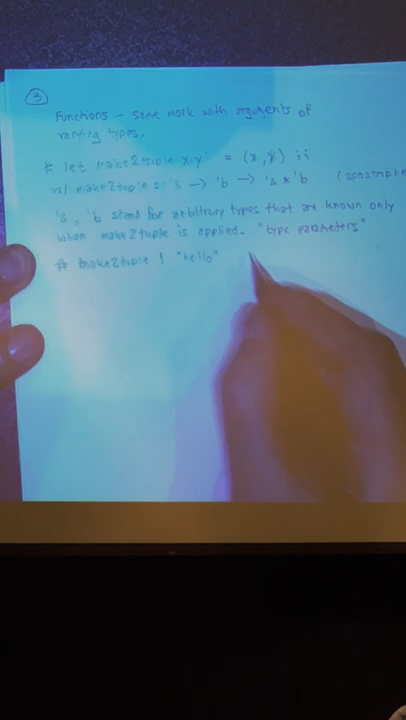 3
Functions – some work with arguments of
varying types.
# let make2tuple x y = (x, y) ;;
val make2tuple : 'a -> 'b -> 'a * 'b (apostrophe
'a, 'b stand for arbitrary types that are known only
when make2tuple is applied. "type parameters"
# make2tuple 1 "hello"